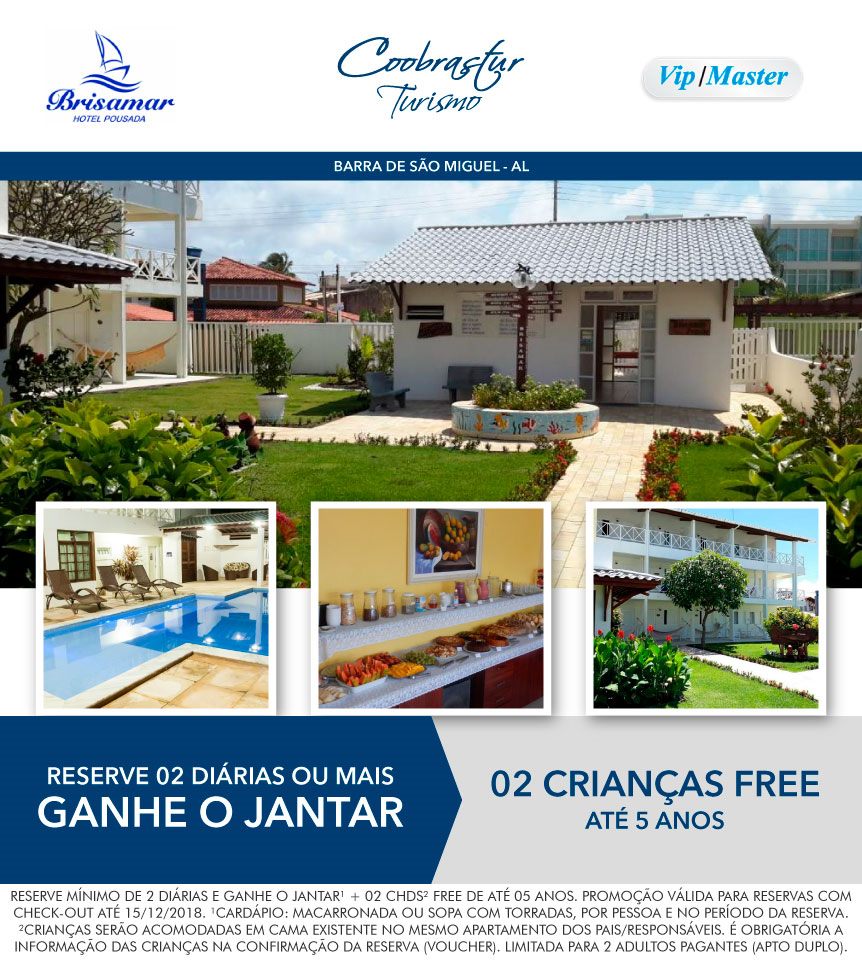 Brisamar
HOTEL POUSADA
Coobrastur
Turismo
Vip/Master
BARRA DE SÃO MIGUEL - AL
BRISAMAR
RESERVE 02 DIÁRIAS OU MAIS
GANHE O JANTAR
02 CRIANÇAS FREE
ATÉ 5 ANOS
RESERVE MÍNIMO DE 2 DIÁRIAS E GANHE O JANTAR¹ + 02 CHDS² FREE DE ATÉ 05 ANOS. PROMOÇÃO VÁLIDA PARA RESERVAS COM
CHECK-OUT ATÉ 15/12/2018. ¹CARDÁPIO: MACARRONADA OU SOPA COM TORRADAS, POR PESSOA E NO PERÍODO DA RESERVA.
²CRIANÇAS SERÃO ACOMODADAS EM CAMA EXISTENTE NO MESMO APARTAMENTO DOS PAIS/RESPONSÁVEIS. É OBRIGATÓRIA A
INFORMAÇÃO DAS CRIANÇAS NA CONFIRMAÇÃO DA RESERVA (VOUCHER). LIMITADA PARA 2 ADULTOS PAGANTES (APTO DUPLO).